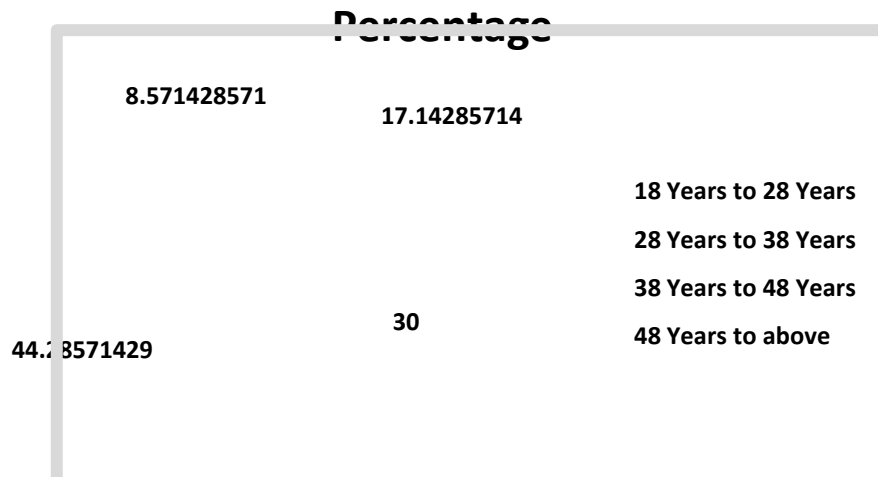 Percentage
8.571428571
17.14285714
18 Years to 28 Years
28 Years to 38 Years
38 Years to 48 Years
48 Years to above
30
44.28571429